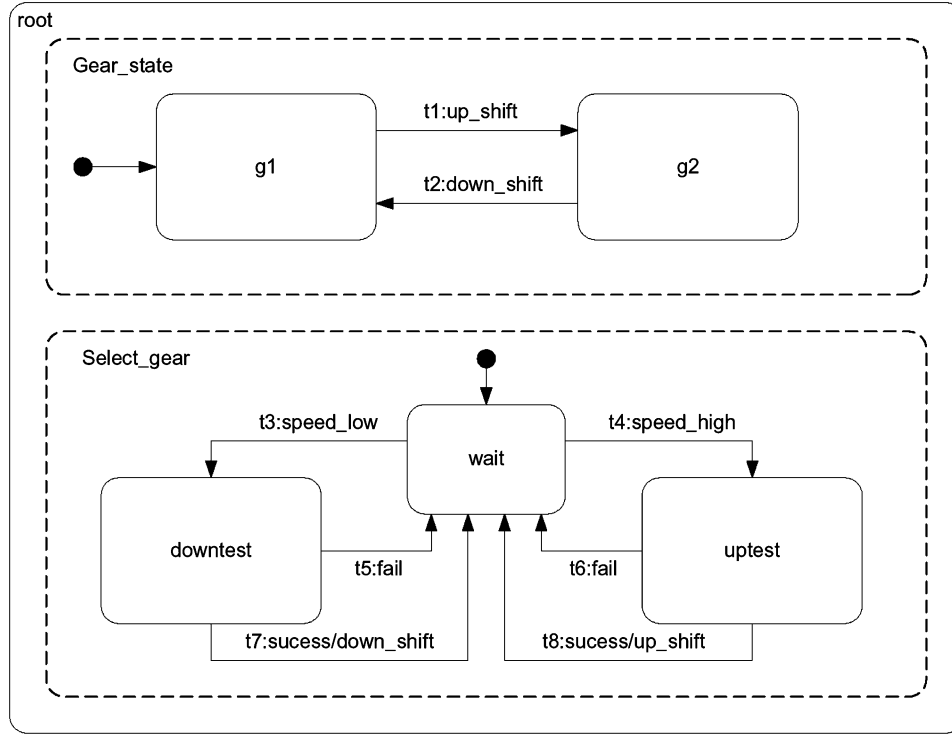 root
Gear_state
t1:up_shift
g1
g2
t2:down_shift
Select_gear
t3:speed_low
t4:speed_high
wait
downtest
uptest
t5:fail
t6:fail
t7:sucess/down_shift
t8:sucess/up_shift